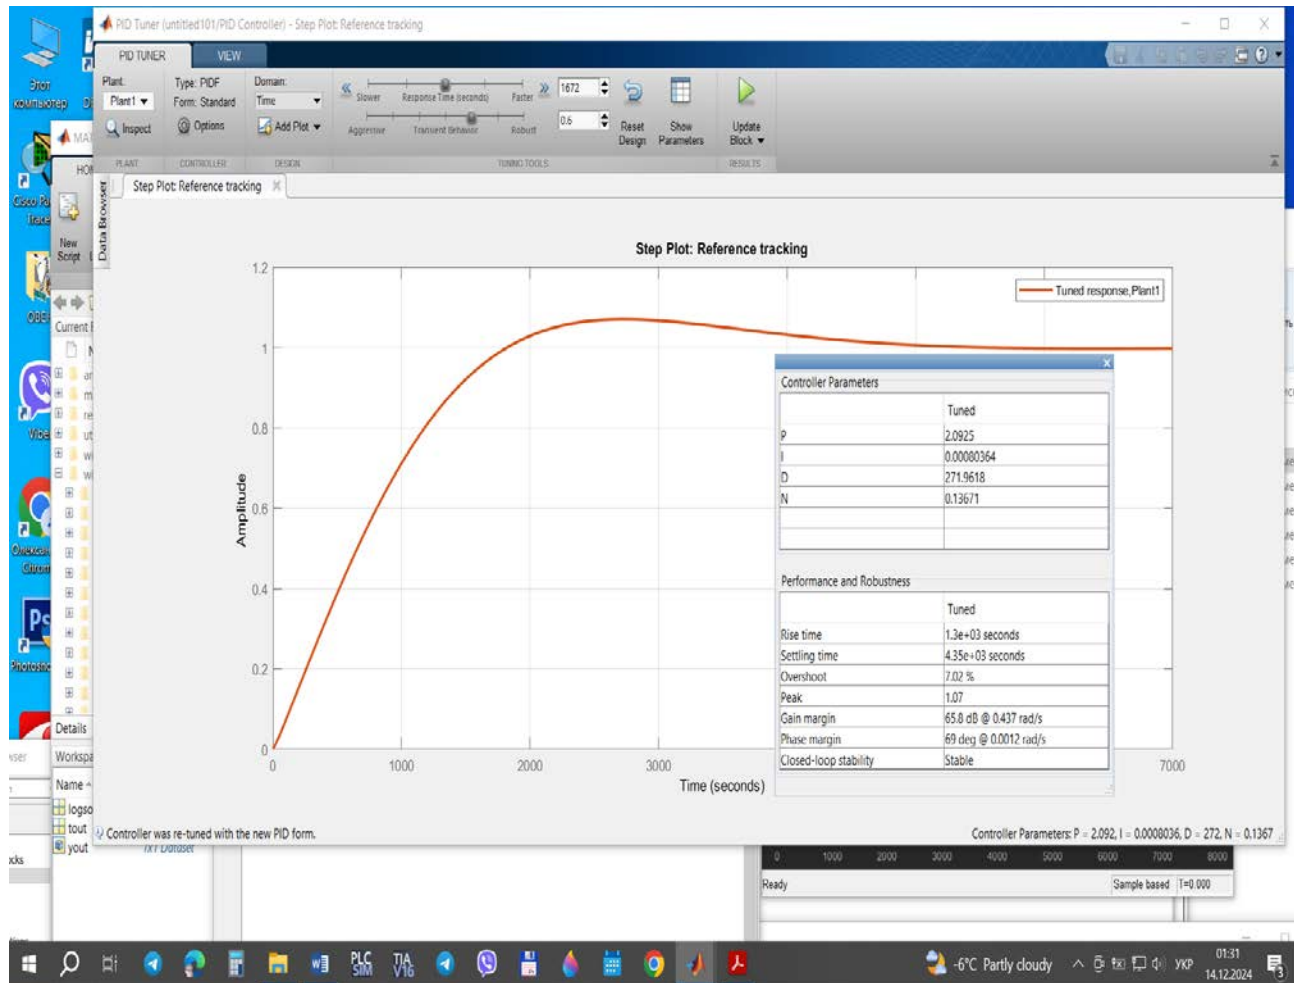 PID Tuner (untitled101/PID Controller) - Step Plot: Reference tracking
PID TUNER
VIEW
Plant:
Type: PIDF
Domain:
Plant1
Form: Standard
Time
Slower
Response Time (seconds)
Faster
1672
Inspect
Options
Add Plot
Aggressive
Transient Behavior
Robust
0.6
Reset Design
Show Parameters
Update Block
PLANT
CONTROLLER
DESIGN
TUNING TOOLS
RESULTS
Step Plot: Reference tracking
Data Browser
Step Plot: Reference tracking
Tuned response,Plant1
Amplitude
1.2
1
0.8
0.6
0.4
0.2
0
0
1000
2000
3000
7000
Time (seconds)
Controller Parameters
Tuned
P 2.0925
I 0.00080364
D 271.9618
N 0.13671
Performance and Robustness
Tuned
Rise time 1.3e+03 seconds
Settling time 4.35e+03 seconds
Overshoot 7.02 %
Peak 1.07
Gain margin 65.8 dB @ 0.437 rad/s
Phase margin 69 deg @ 0.0012 rad/s
Closed-loop stability Stable
Controller was re-tuned with the new PID form.
Controller Parameters: P = 2.092, I = 0.0008036, D = 272, N = 0.1367
Этот
компьютер
New
Script
Details
Name
tout
yout
1x1 Dataset
0 1000 2000 3000 4000 5000 6000 7000 8000
Ready
Sample based
T=0.000
PLC SIM
TIA V16
-6°C Partly cloudy
УКР
01:31
14.12.2024
3